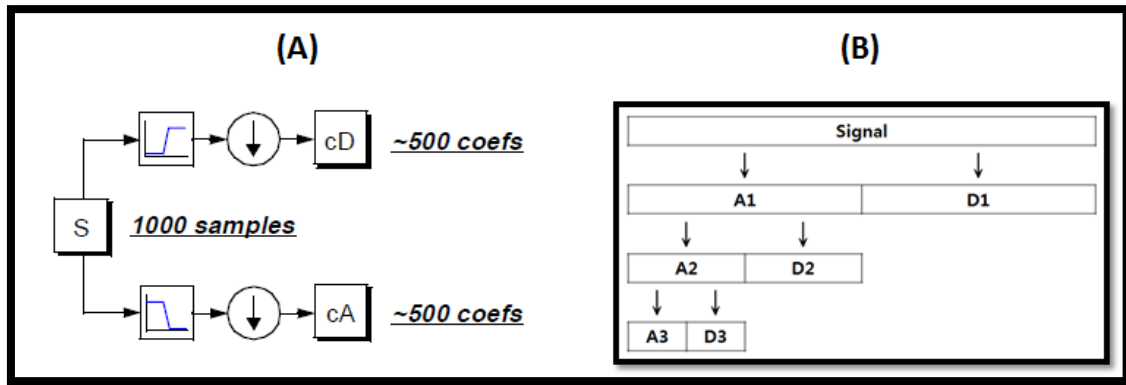 (A)
cD
~500 coefs
S
1000 samples
cA
~500 coefs
(B)
Signal
A1 D1
A2 D2
A3 D3